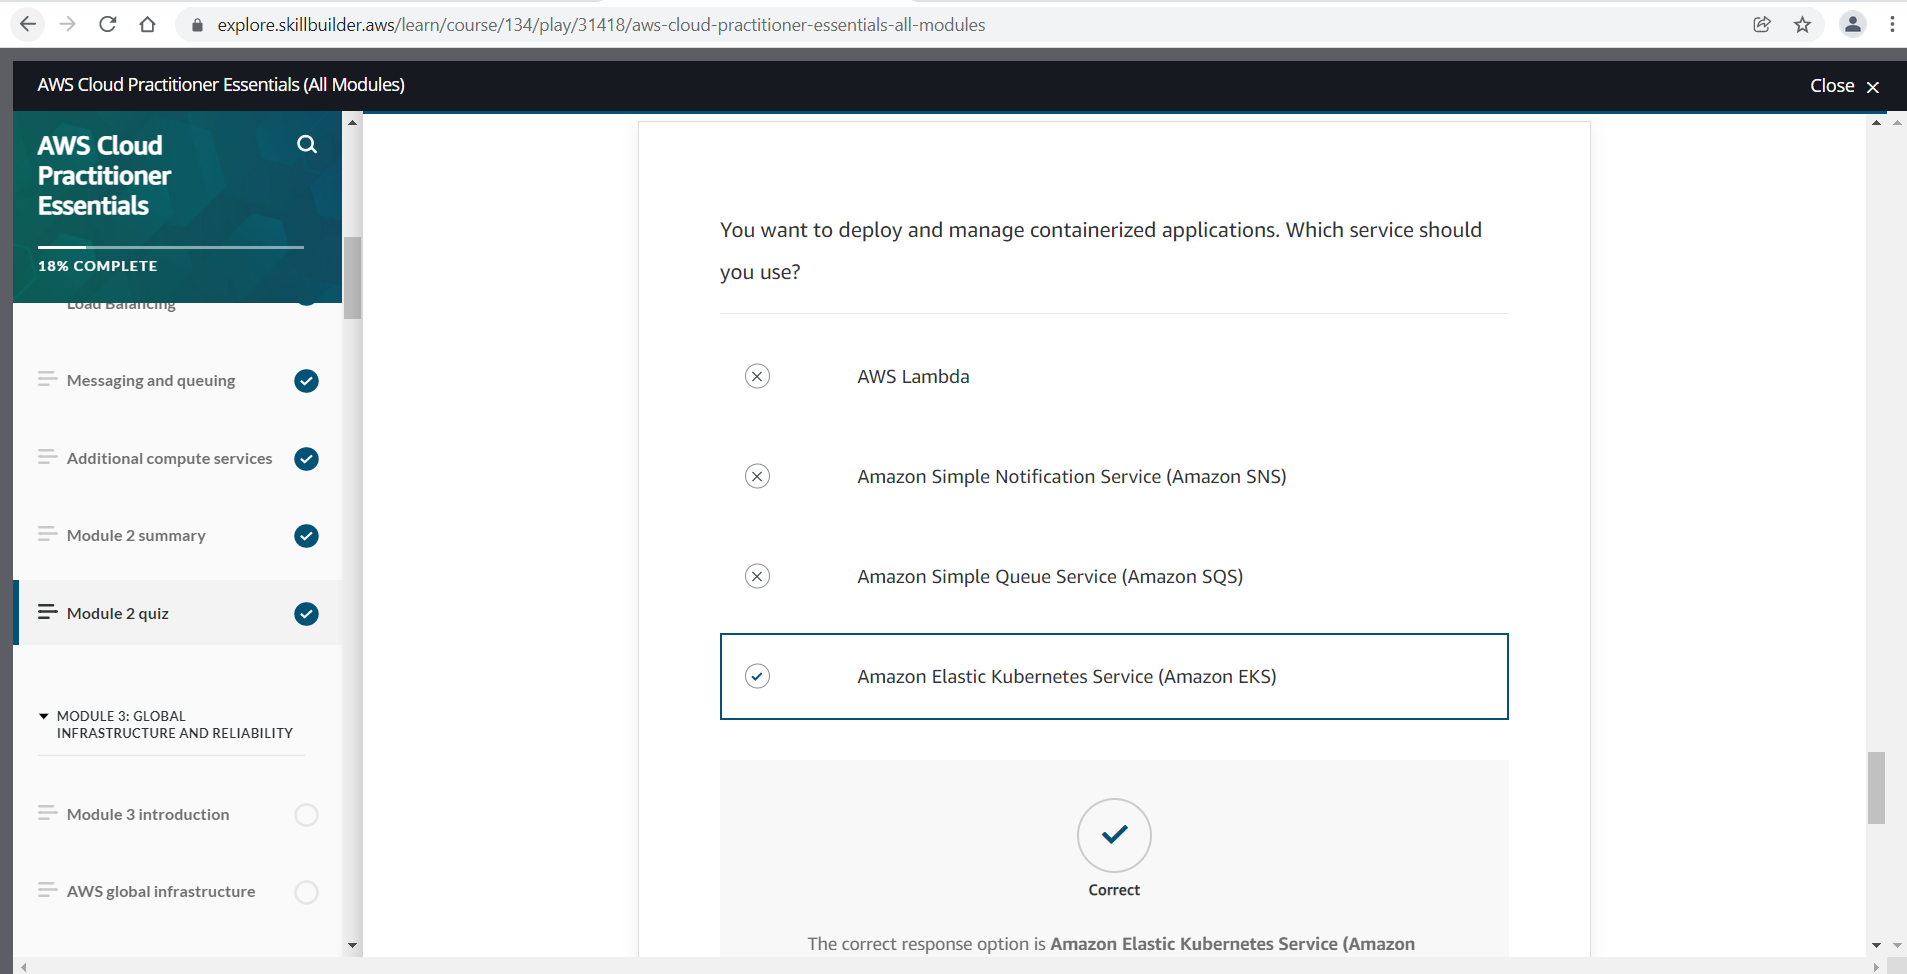 explore.skillbuilder.aws/learn/course/134/play/31418/aws-cloud-practitioner-essentials-all-modules
AWS Cloud Practitioner Essentials (All Modules)
Close
AWS Cloud
Practitioner
Essentials
18% COMPLETE
Load Balancing
Messaging and queuing
Additional compute services
Module 2 summary
Module 2 quiz
MODULE 3: GLOBAL
INFRASTRUCTURE AND RELIABILITY
Module 3 introduction
AWS global infrastructure
You want to deploy and manage containerized applications. Which service should
you use?
AWS Lambda
Amazon Simple Notification Service (Amazon SNS)
Amazon Simple Queue Service (Amazon SQS)
Amazon Elastic Kubernetes Service (Amazon EKS)
Correct
The correct response option is Amazon Elastic Kubernetes Service (Amazon